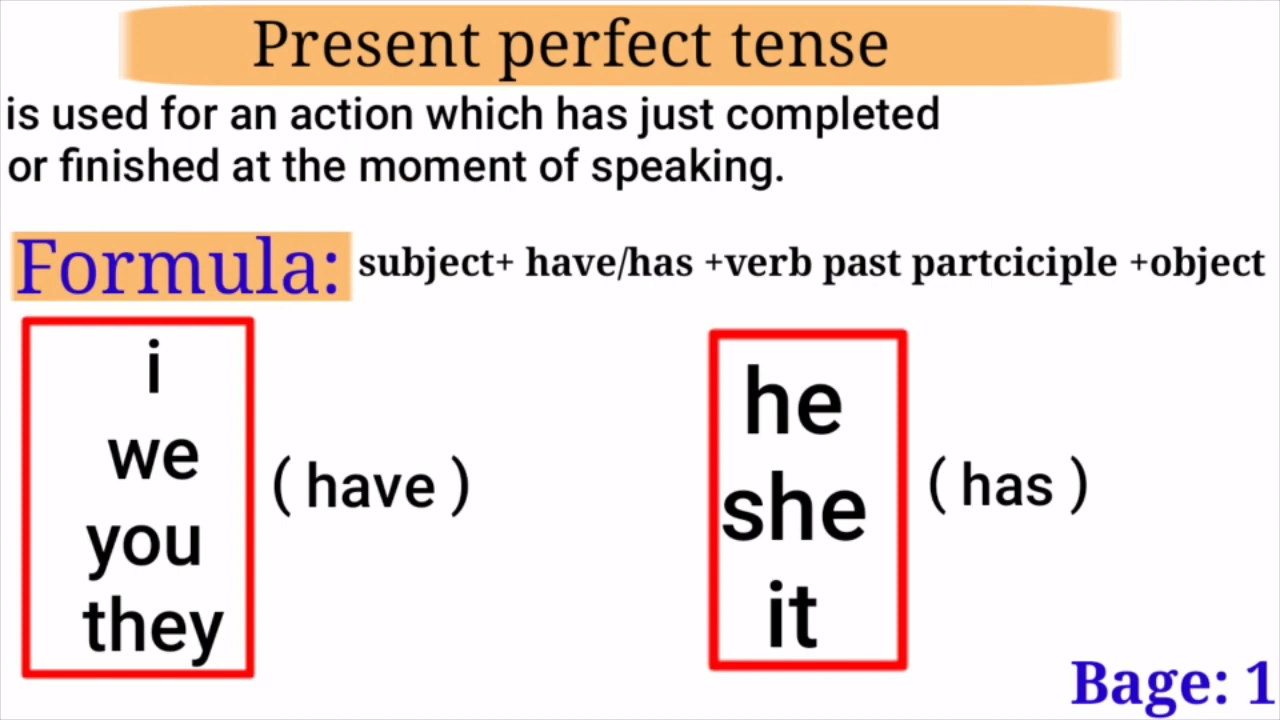 Present perfect tense
is used for an action which has just completed
or finished at the moment of speaking.
Formula: subject+ have/has +verb past partciciple +object
i
we
you
they
( have )
he
she
it
( has )
Bage: 1